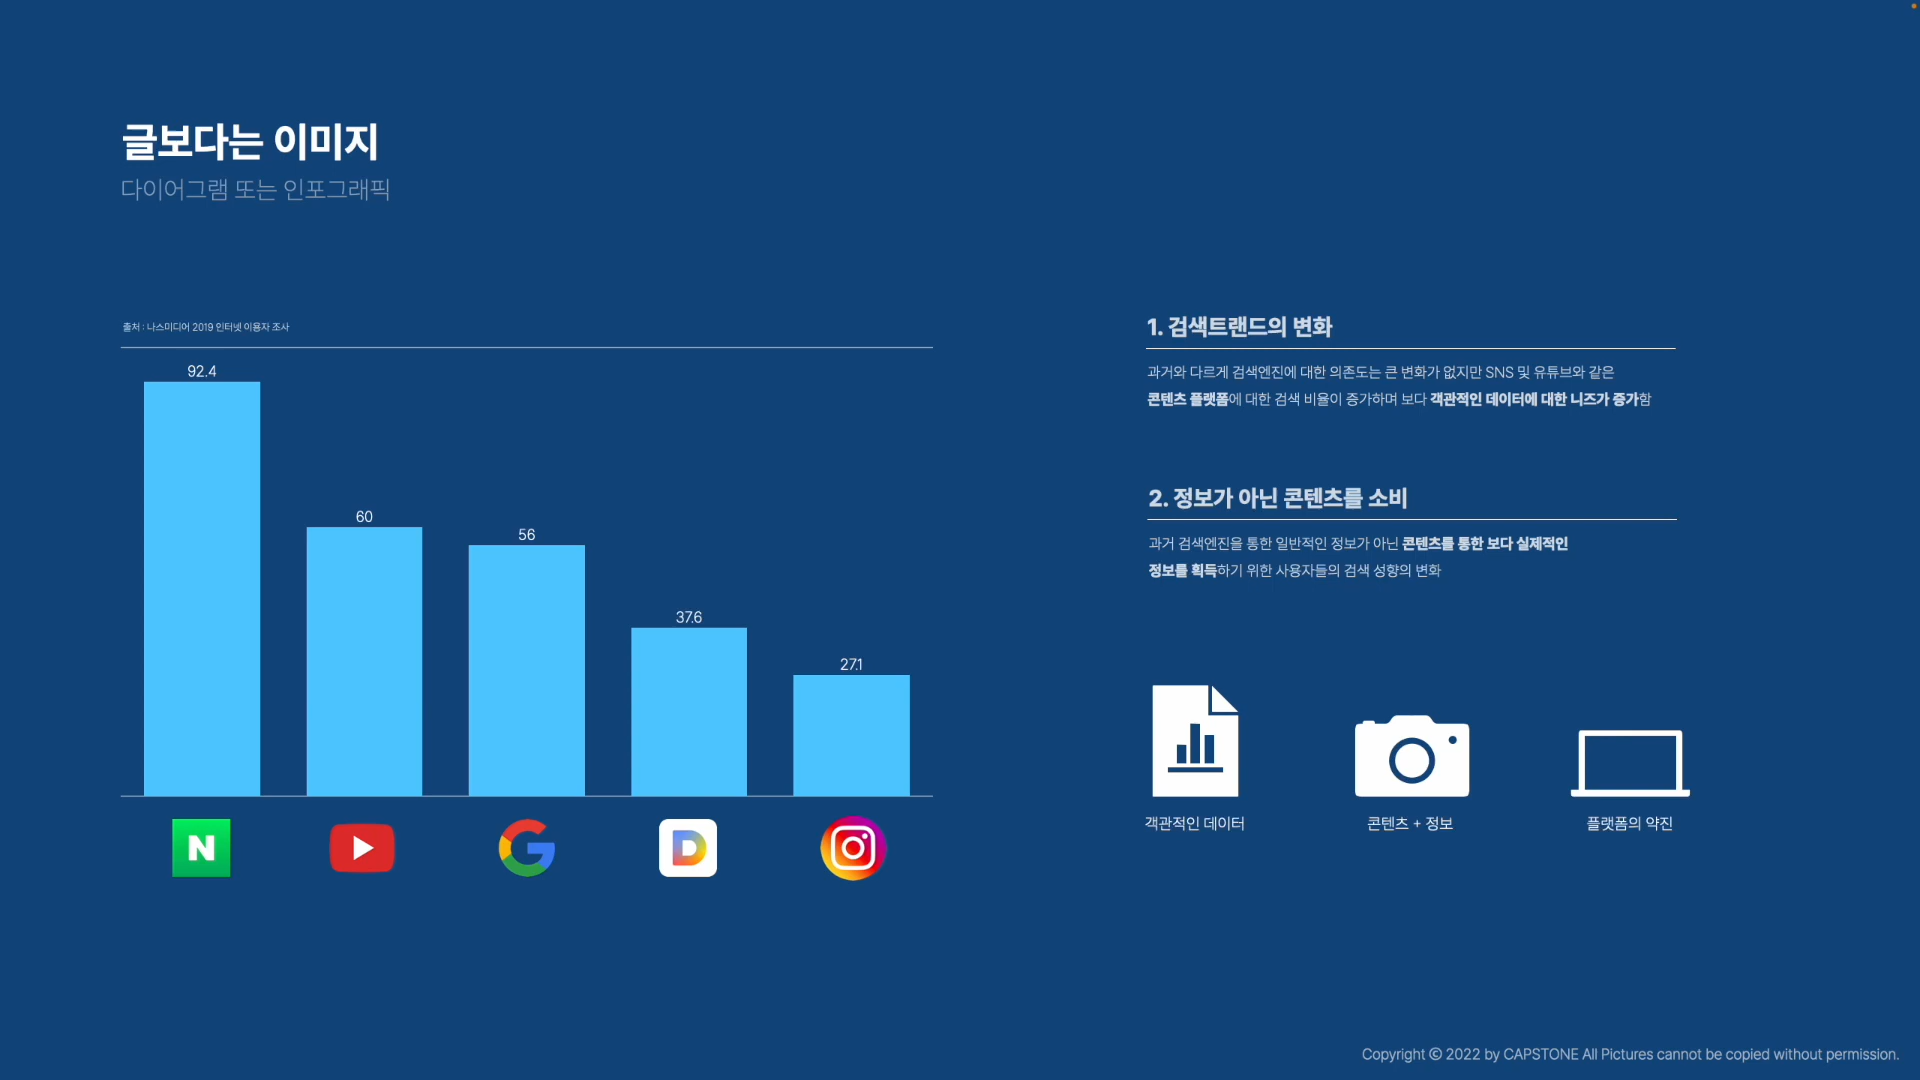 글보다는 이미지
다이어그램 또는 인포그래픽
출처 : 나스미디어 2019 인터넷 이용자 조사
92.4
60
56
37.6
27.1
N
D
1. 검색트랜드의 변화
과거와 다르게 검색엔진에 대한 의존도는 큰 변화가 없지만 SNS 및 유튜브와 같은
콘텐츠 플랫폼에 대한 검색 비율이 증가하며 보다 객관적인 데이터에 대한 니즈가 증가함
2. 정보가 아닌 콘텐츠를 소비
과거 검색엔진을 통한 일반적인 정보가 아닌 콘텐츠를 통한 보다 실제적인
정보를 획득하기 위한 사용자들의 검색 성향의 변화
객관적인 데이터
콘텐츠 + 정보
플랫폼의 약진
Copyright © 2022 by CAPSTONE All Pictures cannot be copied without permission.